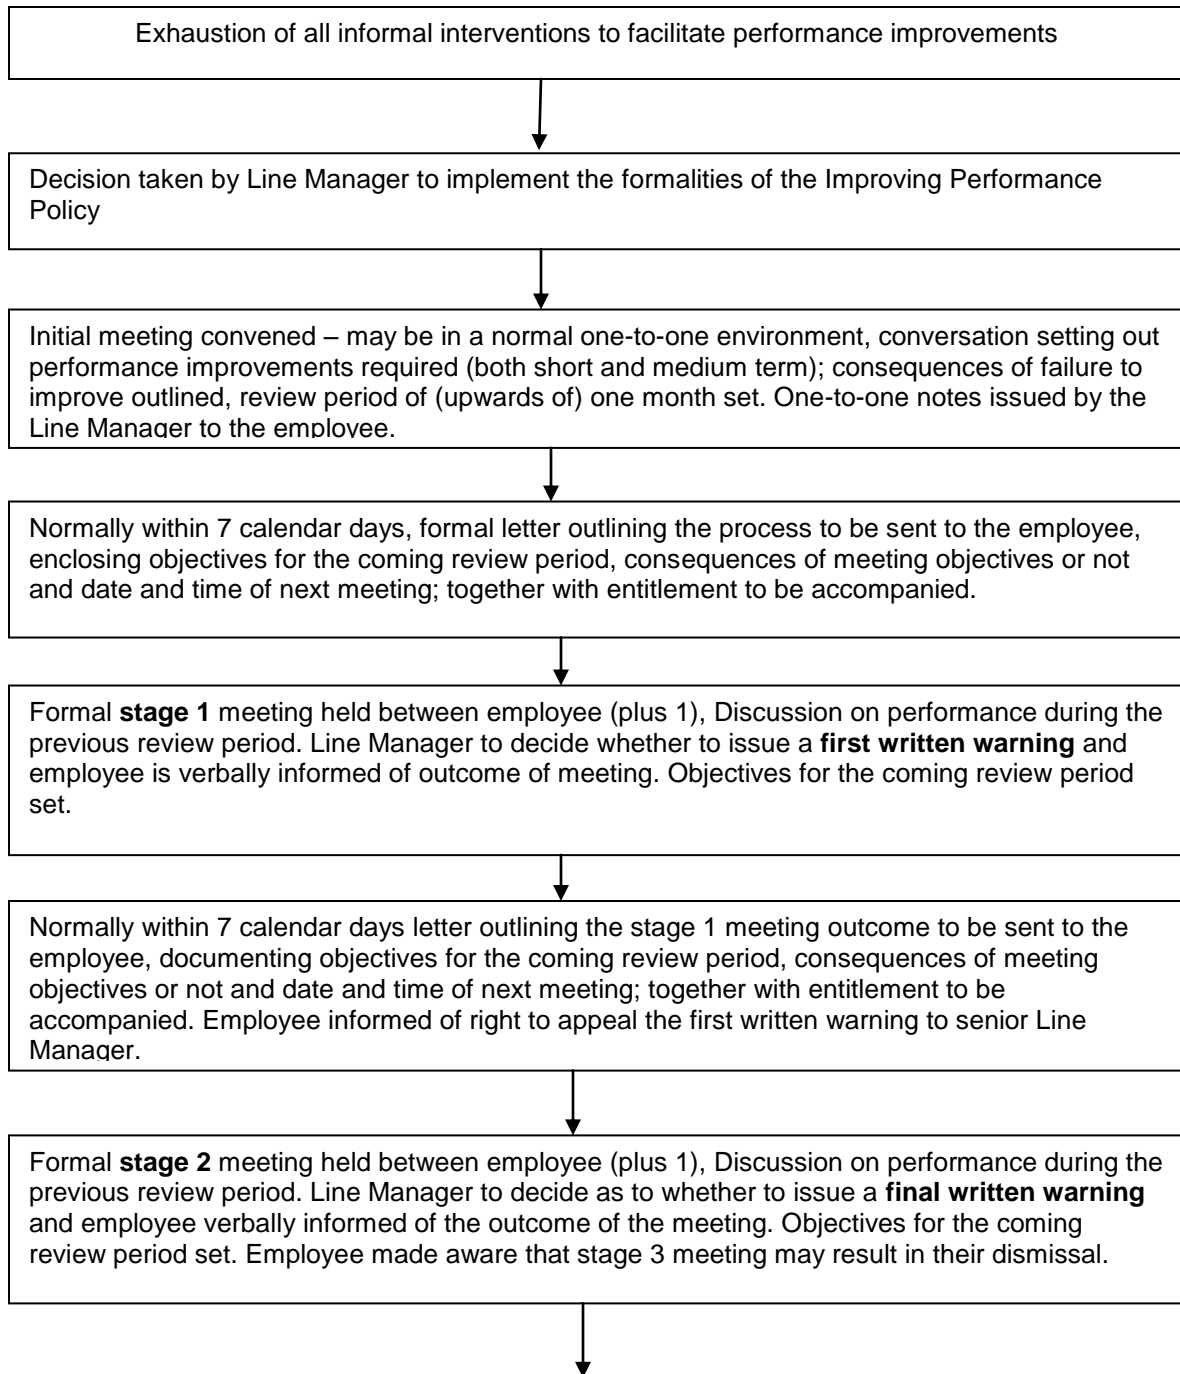 Exhaustion of all informal interventions to facilitate performance improvements
Decision taken by Line Manager to implement the formalities of the Improving Performance
Policy
Initial meeting convened – may be in a normal one-to-one environment, conversation setting out
performance improvements required (both short and medium term); consequences of failure to
improve outlined, review period of (upwards of) one month set. One-to-one notes issued by the
Line Manager to the employee.
Normally within 7 calendar days, formal letter outlining the process to be sent to the employee,
enclosing objectives for the coming review period, consequences of meeting objectives or not
and date and time of next meeting; together with entitlement to be accompanied.
Formal stage 1 meeting held between employee (plus 1), Discussion on performance during the
previous review period. Line Manager to decide whether to issue a first written warning and
employee is verbally informed of outcome of meeting. Objectives for the coming review period
set.
Normally within 7 calendar days letter outlining the stage 1 meeting outcome to be sent to the
employee, documenting objectives for the coming review period, consequences of meeting
objectives or not and date and time of next meeting; together with entitlement to be
accompanied. Employee informed of right to appeal the first written warning to senior Line
Manager.
Formal stage 2 meeting held between employee (plus 1), Discussion on performance during the
previous review period. Line Manager to decide as to whether to issue a final written warning
and employee verbally informed of the outcome of the meeting. Objectives for the coming
review period set. Employee made aware that stage 3 meeting may result in their dismissal.